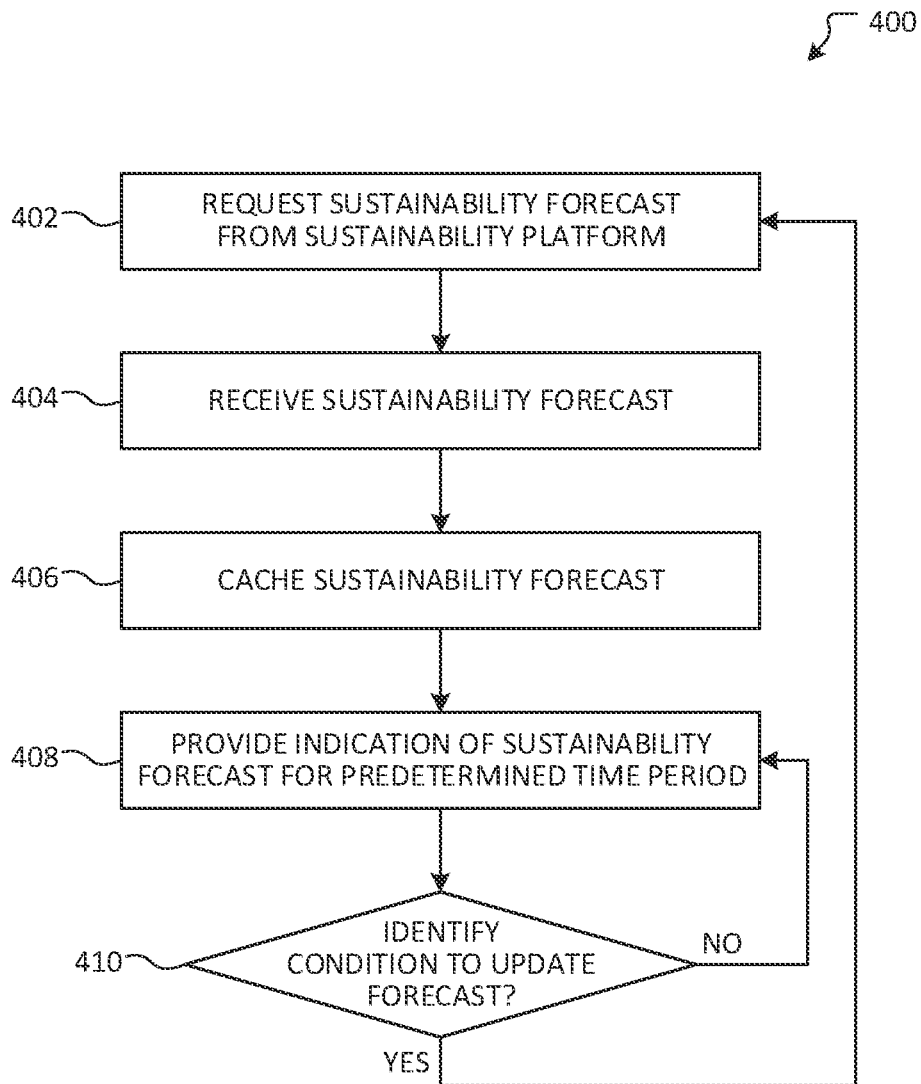 400
402
REQUEST SUSTAINABILITY FORECAST
FROM SUSTAINABILITY PLATFORM
404
RECEIVE SUSTAINABILITY FORECAST
406
CACHE SUSTAINABILITY FORECAST
408
PROVIDE INDICATION OF SUSTAINABILITY
FORECAST FOR PREDETERMINED TIME PERIOD
410
IDENTIFY
CONDITION TO UPDATE
FORECAST?
NO
YES